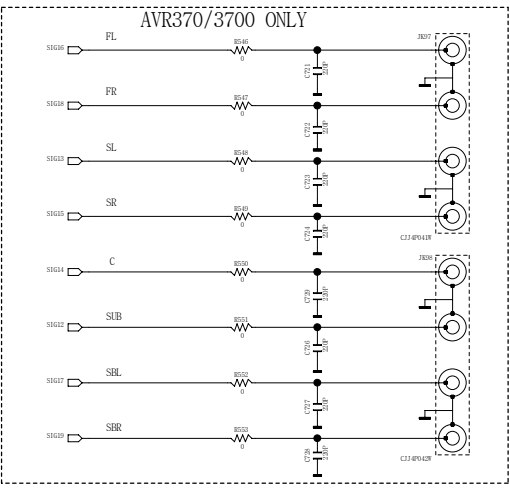 AVR370/3700 ONLY
SIG16 FL R546 0 C721 220P JK97
SIG18 FR R547 0 C722 220P
SIG13 SL R548 0 C723 220P
SIG15 SR R549 0 C724 220P
CJJ4P041W
SIG14 C R550 0 C729 220P JK98
SIG12 SUB R551 0 C726 220P
SIG17 SBL R552 0 C727 220P
SIG19 SBR R553 0 C728 220P
CJJ4P042W